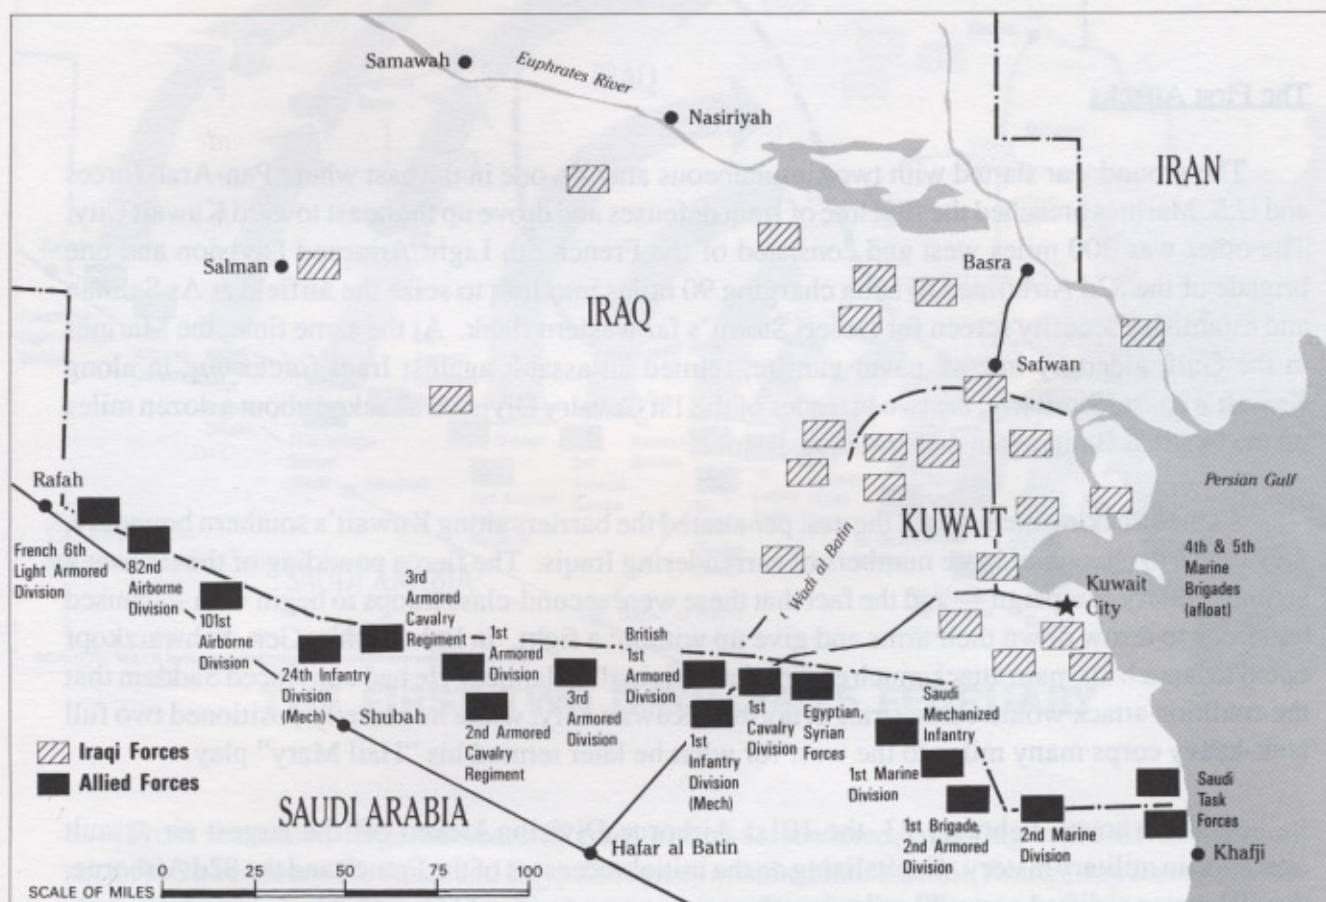 Samawah
Euphrates River
Nasiriyah
IRAN
Salman
IRAQ
Basra
Safwan
Rafah
Persian Gulf
KUWAIT
Wadi al Batin
4th & 5th
Marine
Brigades
(afloat)
Kuwait
City
French 6th
Light Armored
Division
82nd
Airborne
Division
101st
Airborne
Division
24th Infantry
Division
(Mech)
3rd
Armored
Cavalry
Regiment
1st
Armored
Division
2nd Armored
Cavalry
Regiment
3rd
Armored
Division
British
1st
Armored
Division
1st
Infantry
Division
(Mech)
1st
Cavalry
Division
Egyptian
Syrian
Forces
Saudi
Mechanized
Infantry
1st Marine
Division
1st Brigade,
2nd Armored
Division
2nd Marine
Division
Saudi
Task
Forces
Shubah
Iraqi Forces
Allied Forces
SAUDI ARABIA
Hafar al Batin
Khafji
0 25 50 75 100
SCALE OF MILES